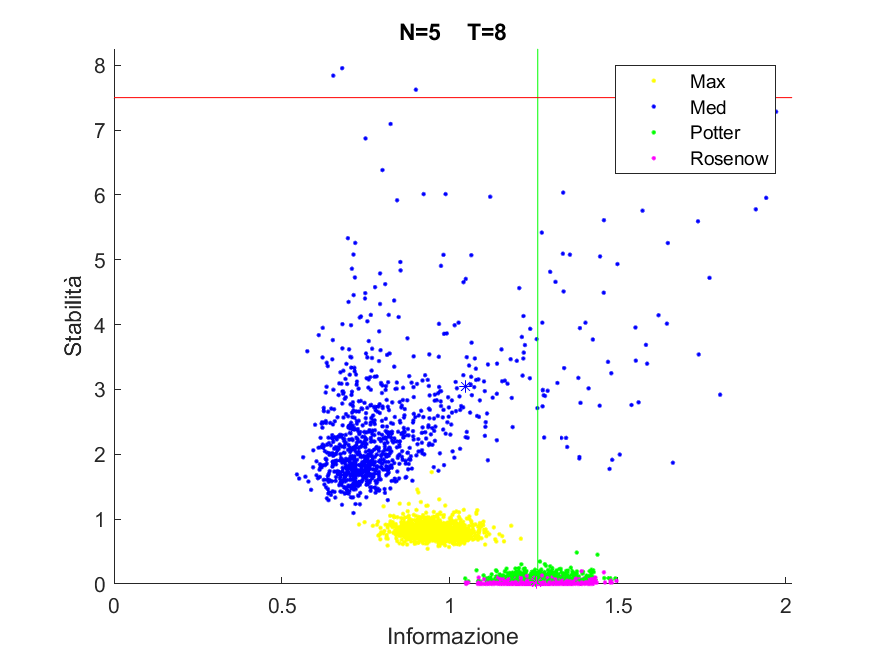 N=5 T=8
8
7
6
5
4
3
2
1
0
Stabilità
Max
Med
Potter
Rosenow
0 0.5 1 1.5 2
Informazione